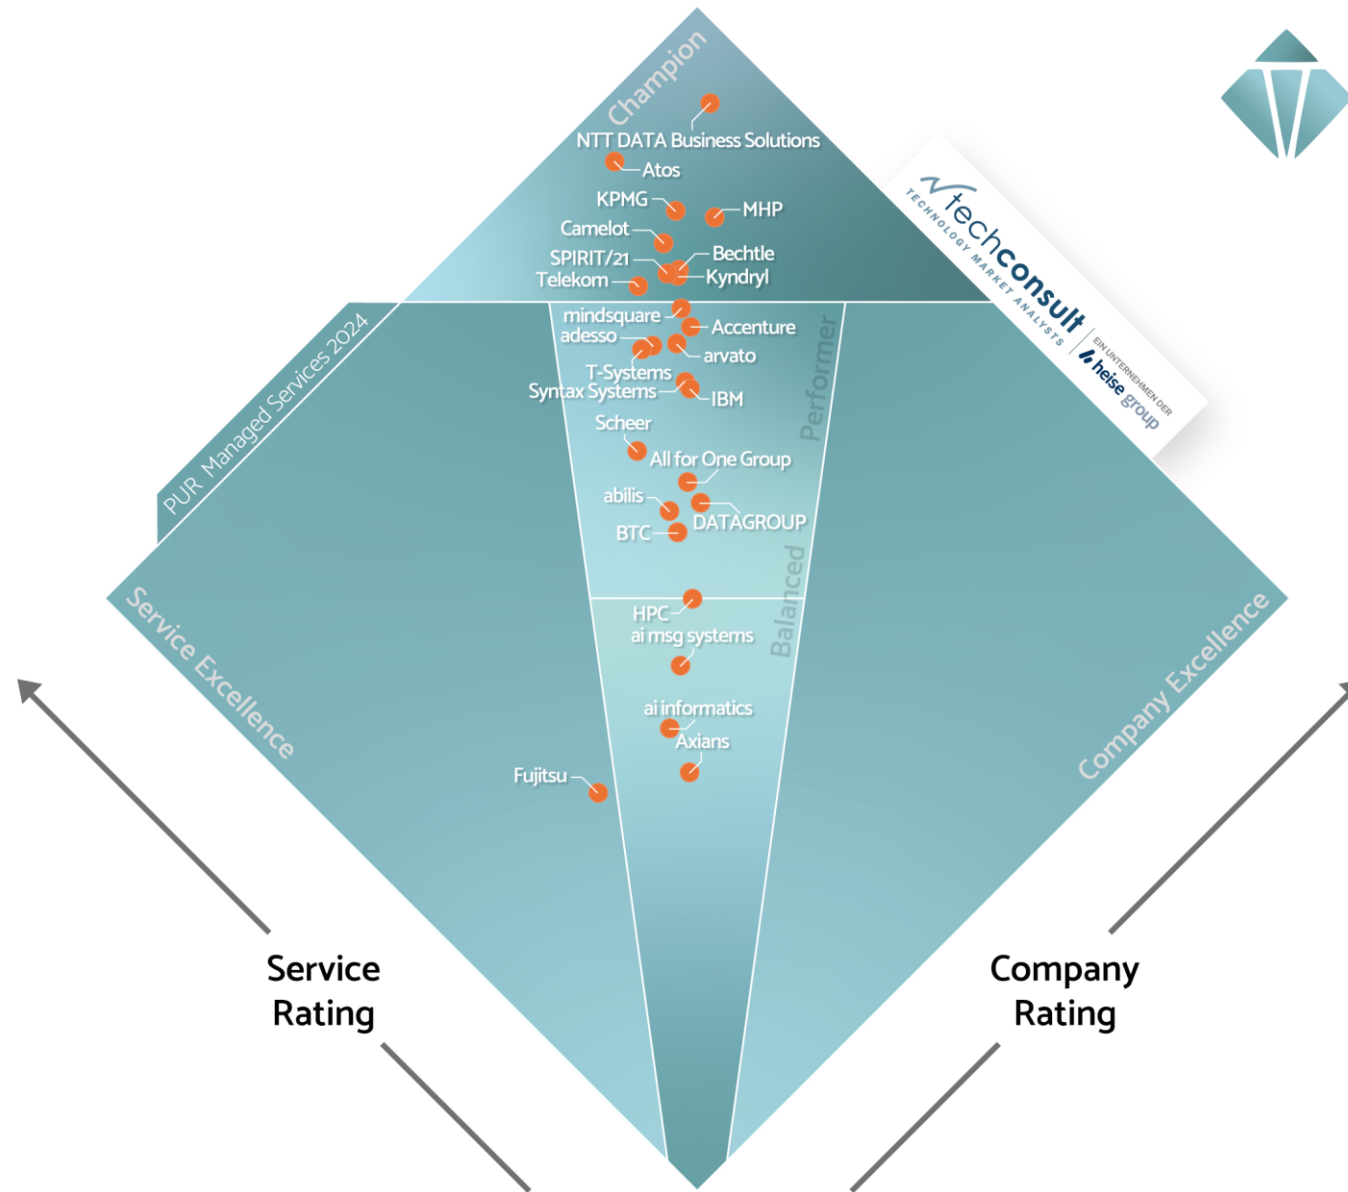 Champion
NTT DATA Business Solutions
Atos
KPMG
MHP
Camelot
SPIRIT/21
Bechtle
Telekom
Kyndryl
techconsult
TECHNOLOGY MARKET ANALYSTS
EIN UNTERNEHMEN DER
heise group
PUR Managed Services 2024
mindsquare
Accenture
adesso
arvato
T-Systems
Syntax Systems
IBM
Performer
Scheer
All for One Group
abilis
DATAGROUP
BTC
Balanced
HPC
ai msg systems
ai informatics
Axians
Fujitsu
Service Excellence
Company Excellence
Service
Rating
Company
Rating